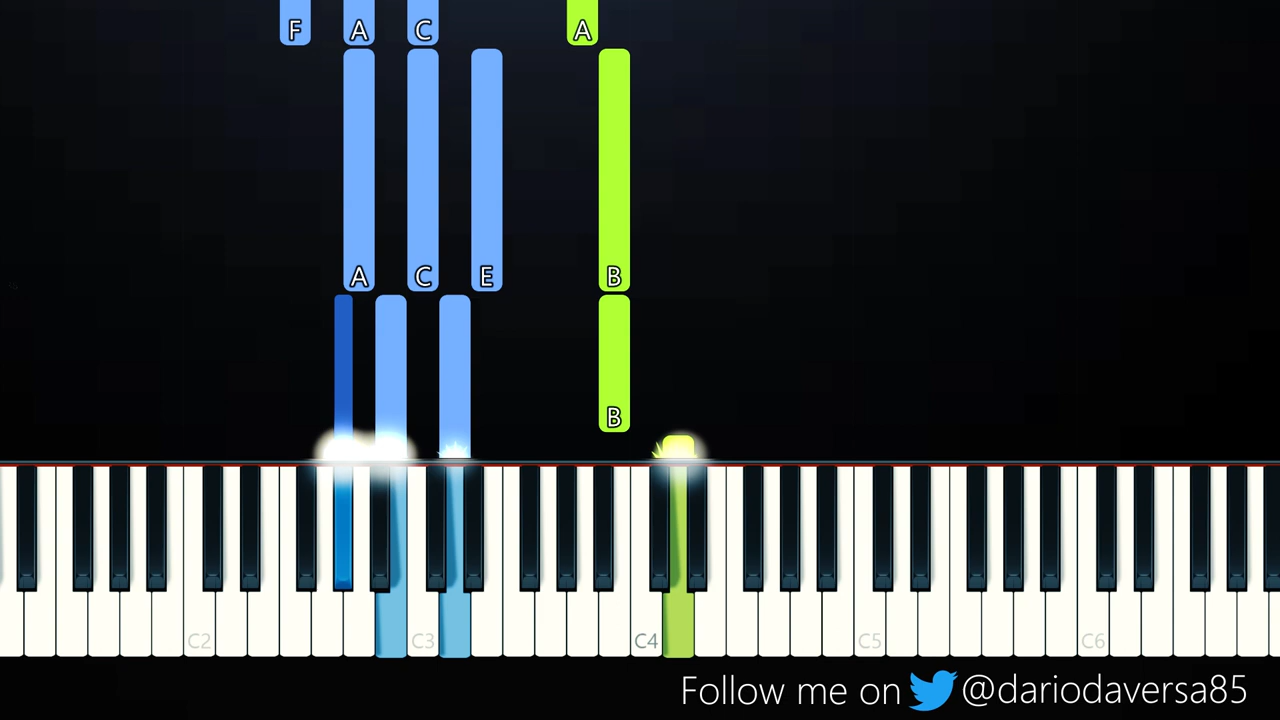 F A C A
A C E B
B
C2 C3 C4 C5 C6
Follow me on @dariodaversa85